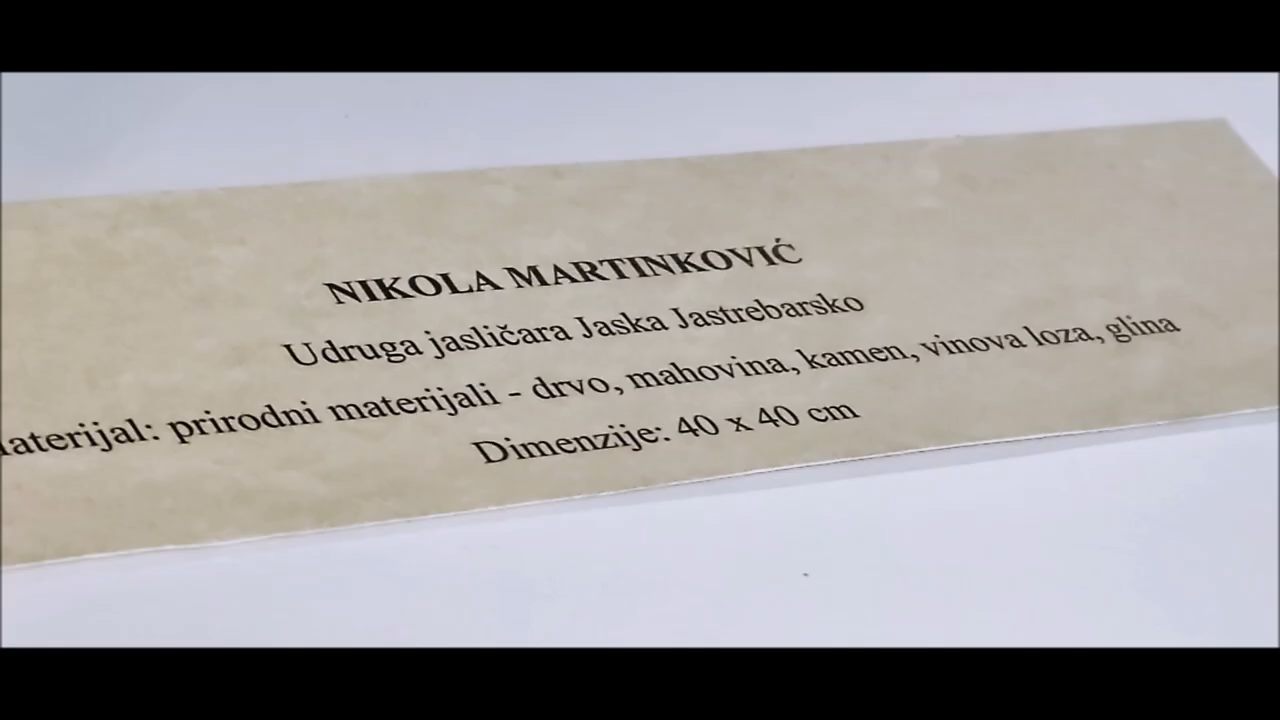 NIKOLA MARTINKOVIĆ
Udruga jasličara Jaska Jastrebarsko
aterijal: prirodni materijali - drvo, mahovina, kamen, vinova loza, glina
Dimenzije: 40 x 40 cm